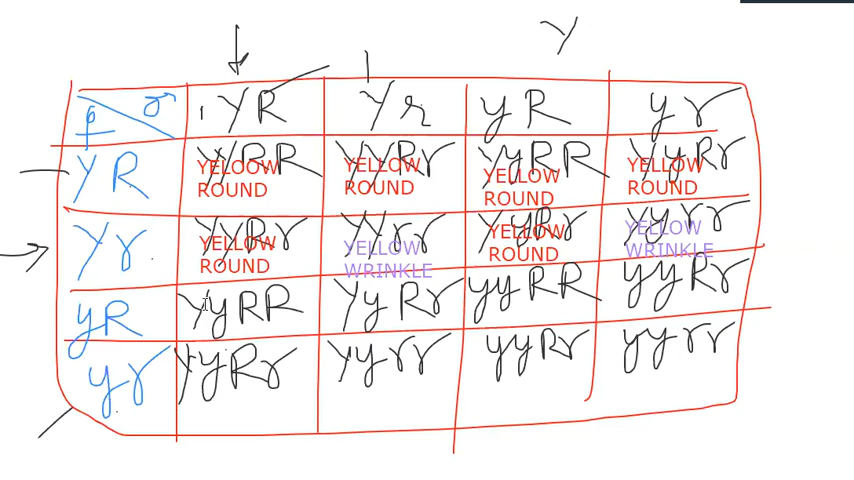 Y
♀ ♂ YR Yr yR yr
YR YYRR YYRr YyRR YyRr
YELOOW ROUND YELLOW ROUND YELLOW ROUND YELLOW ROUND
Yr YYRr YYrr YyRr Yyrr
YELLOW ROUND YELLOW WRINKLE YELLOW ROUND YELLOW WRINKLE
yR YyRR YyRr yyRR yyRr
yr YyRr Yyrr yyRr yyrr